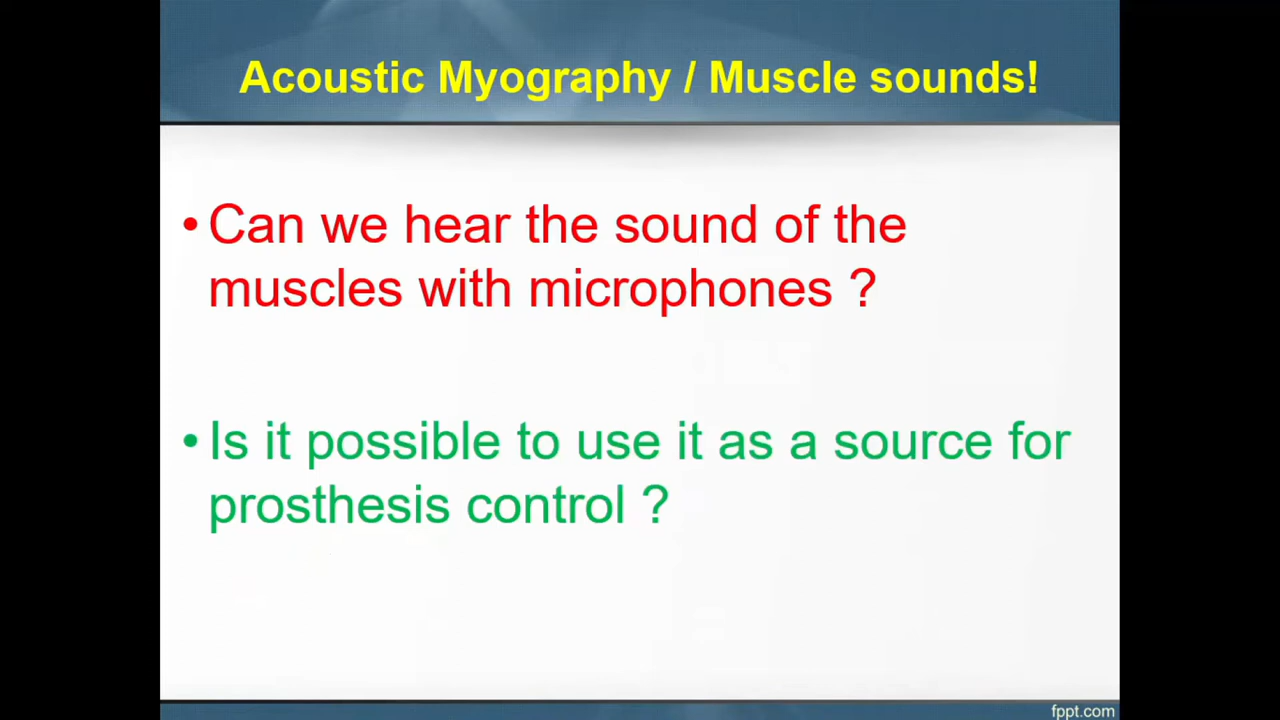 Acoustic Myography / Muscle sounds!
• Can we hear the sound of the
muscles with microphones ?
• Is it possible to use it as a source for
prosthesis control ?
fppt.com